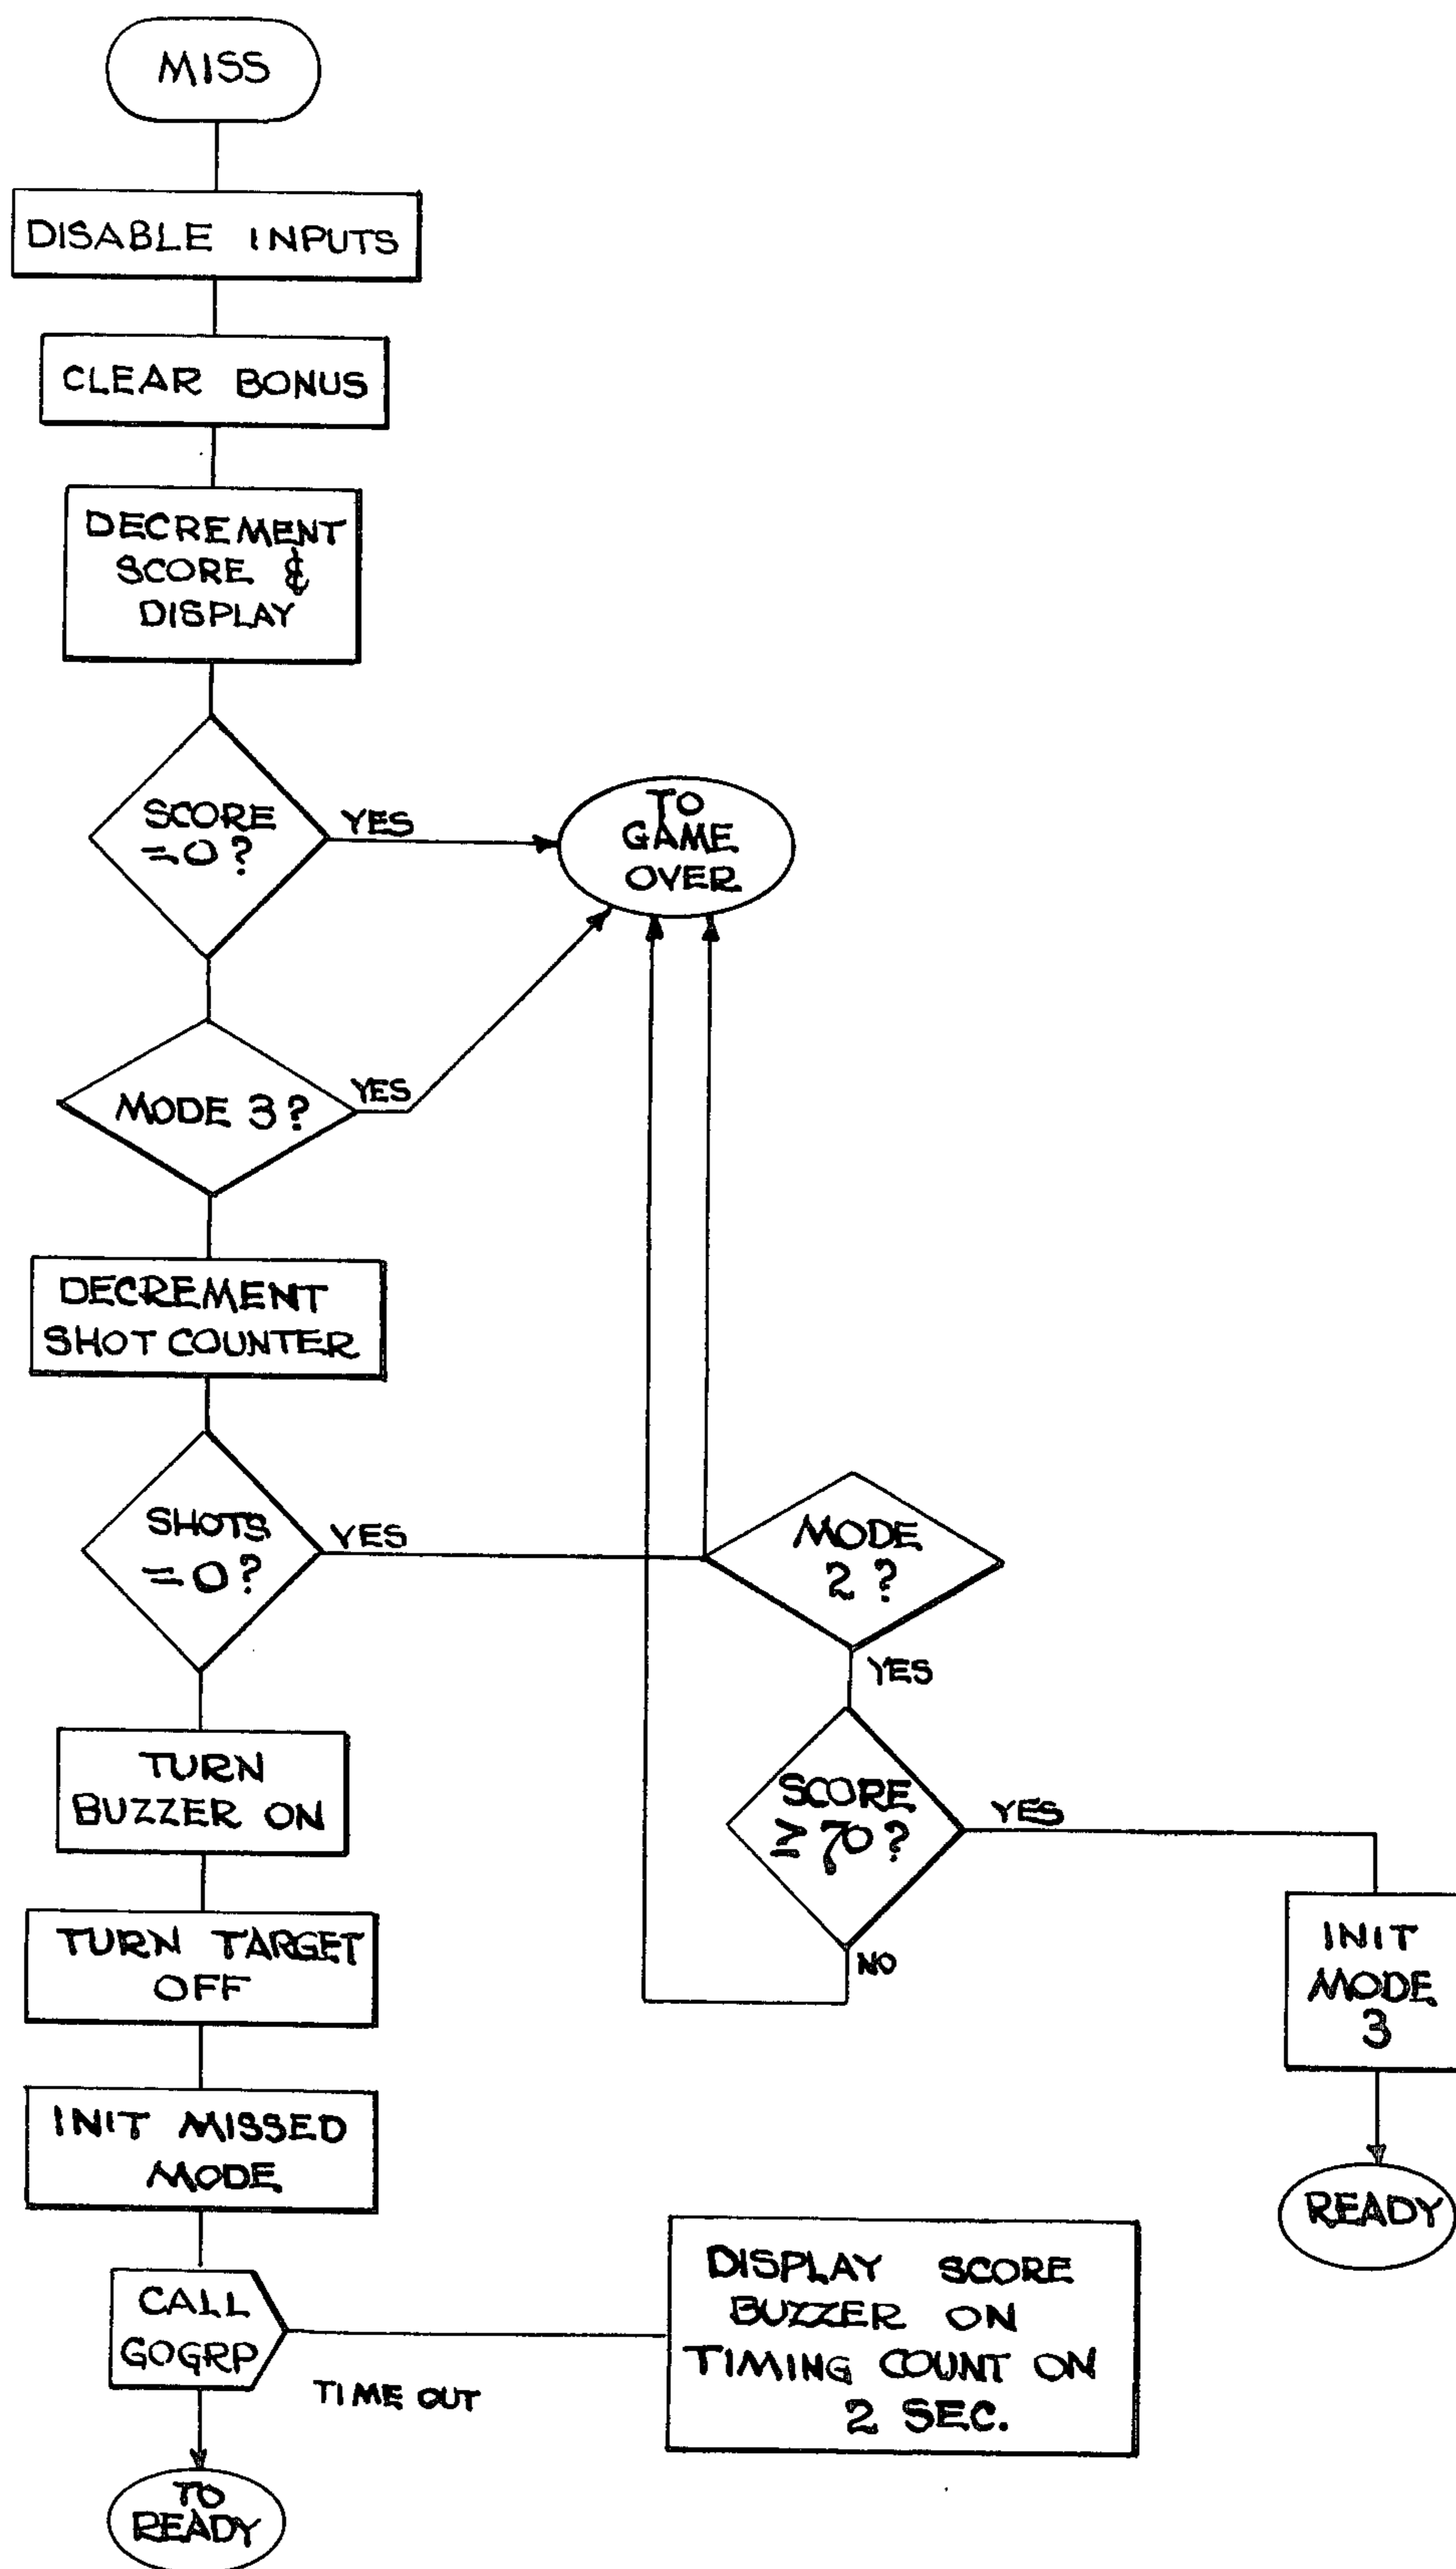 MISS
DISABLE INPUTS
CLEAR BONUS
DECREMENT
SCORE &
DISPLAY
SCORE
=0?
YES
TO
GAME
OVER
MODE 3?
YES
DECREMENT
SHOT COUNTER
SHOTS
=0?
YES
MODE
2?
YES
SCORE
≥70?
YES
NO
INIT
MODE
3
READY
TURN
BUZZER ON
TURN TARGET
OFF
INIT MISSED
MODE
CALL
GOGRP
TIME OUT
DISPLAY SCORE
BUZZER ON
TIMING COUNT ON
2 SEC.
TO
READY